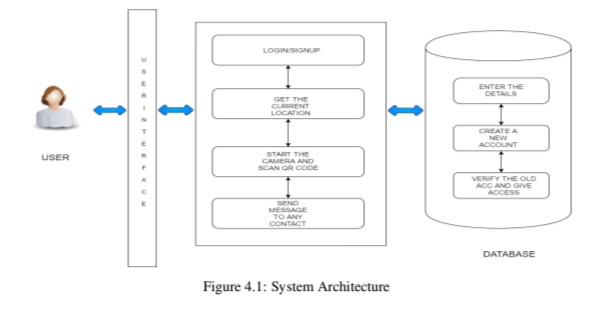 USER
USER INTERFACE
LOGIN/SIGNUP
GET THE
CURRENT
LOCATION
START THE
CAMERA AND
SCAN QR CODE
SEND
MESSAGE
TO ANY
CONTACT
ENTER THE
DETAILS
CREATE A
NEW
ACCOUNT
VERIFY THE OLD
ACC AND GIVE
ACCESS
DATABASE
Figure 4.1: System Architecture